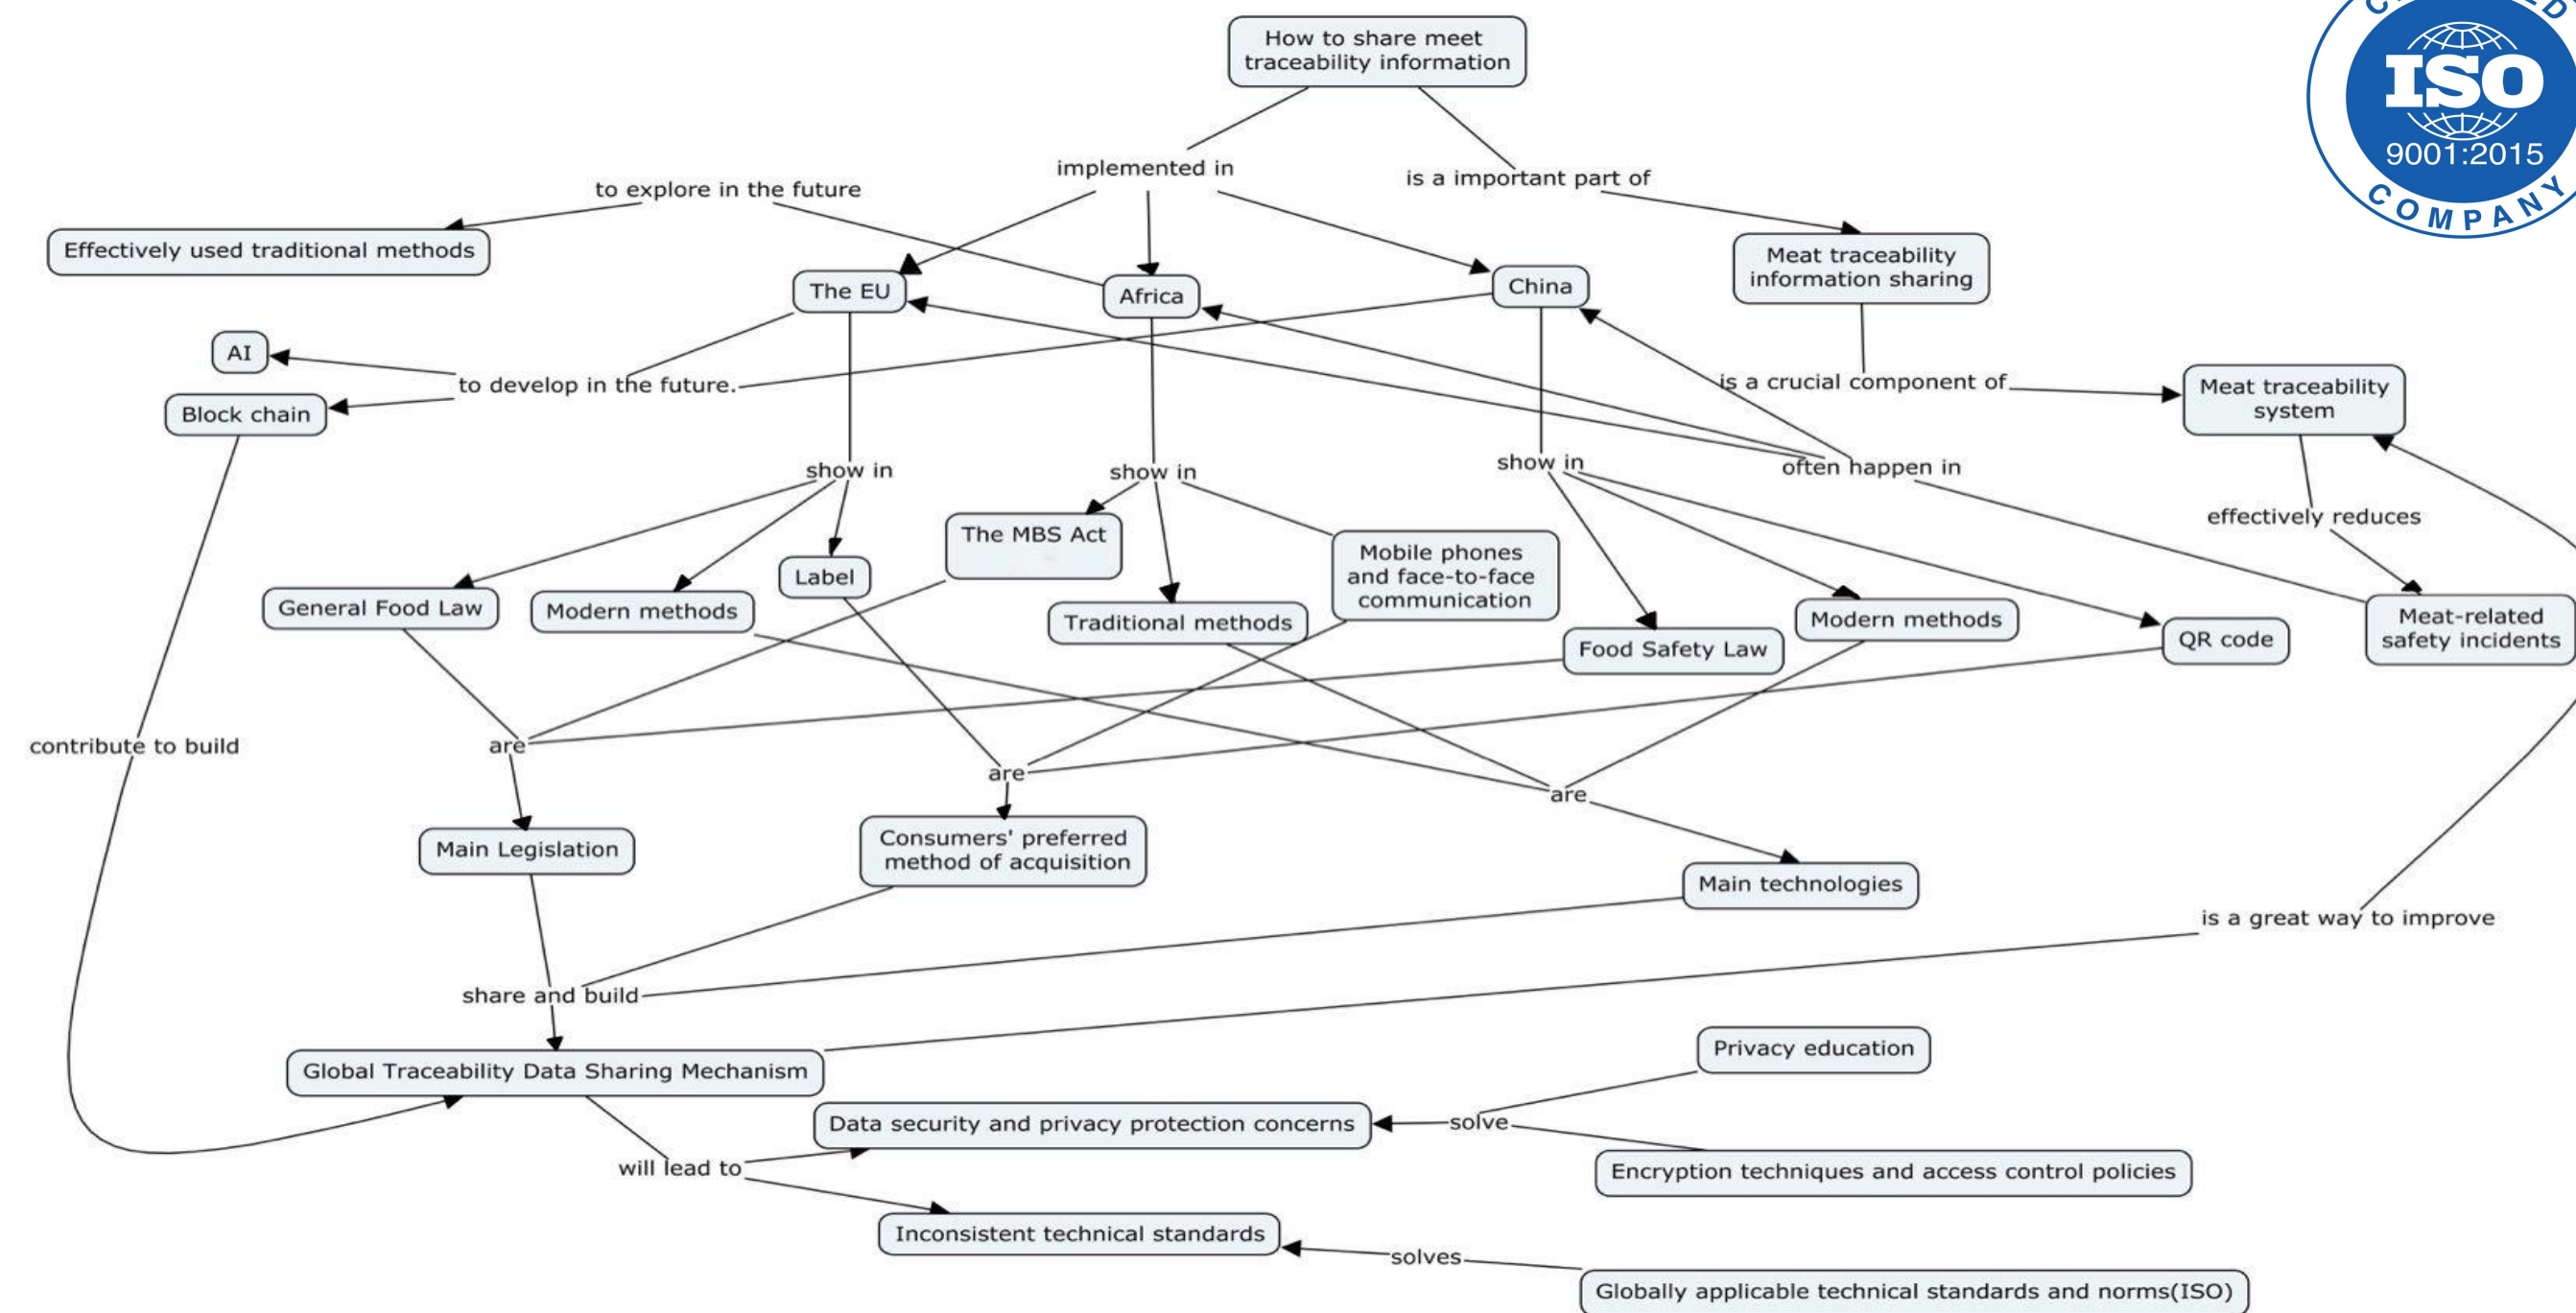 How to share meet
traceability information
ISO
9001:2015
COMPANY
implemented in
is a important part of
to explore in the future
Effectively used traditional methods
The EU
Africa
China
Meat traceability
information sharing
AI
to develop in the future.
Block chain
is a crucial component of
Meat traceability
system
show in
show in
show in
often happen in
effectively reduces
The MBS Act
Mobile phones
and face-to-face
communication
Label
General Food Law
Modern methods
Traditional methods
Modern methods
Food Safety Law
QR code
Meat-related
safety incidents
contribute to build
are
are
are
Main Legislation
Consumers' preferred
method of acquisition
Main technologies
is a great way to improve
share and build
Global Traceability Data Sharing Mechanism
Privacy education
Data security and privacy protection concerns
solve
will lead to
Encryption techniques and access control policies
Inconsistent technical standards
solves
Globally applicable technical standards and norms(ISO)